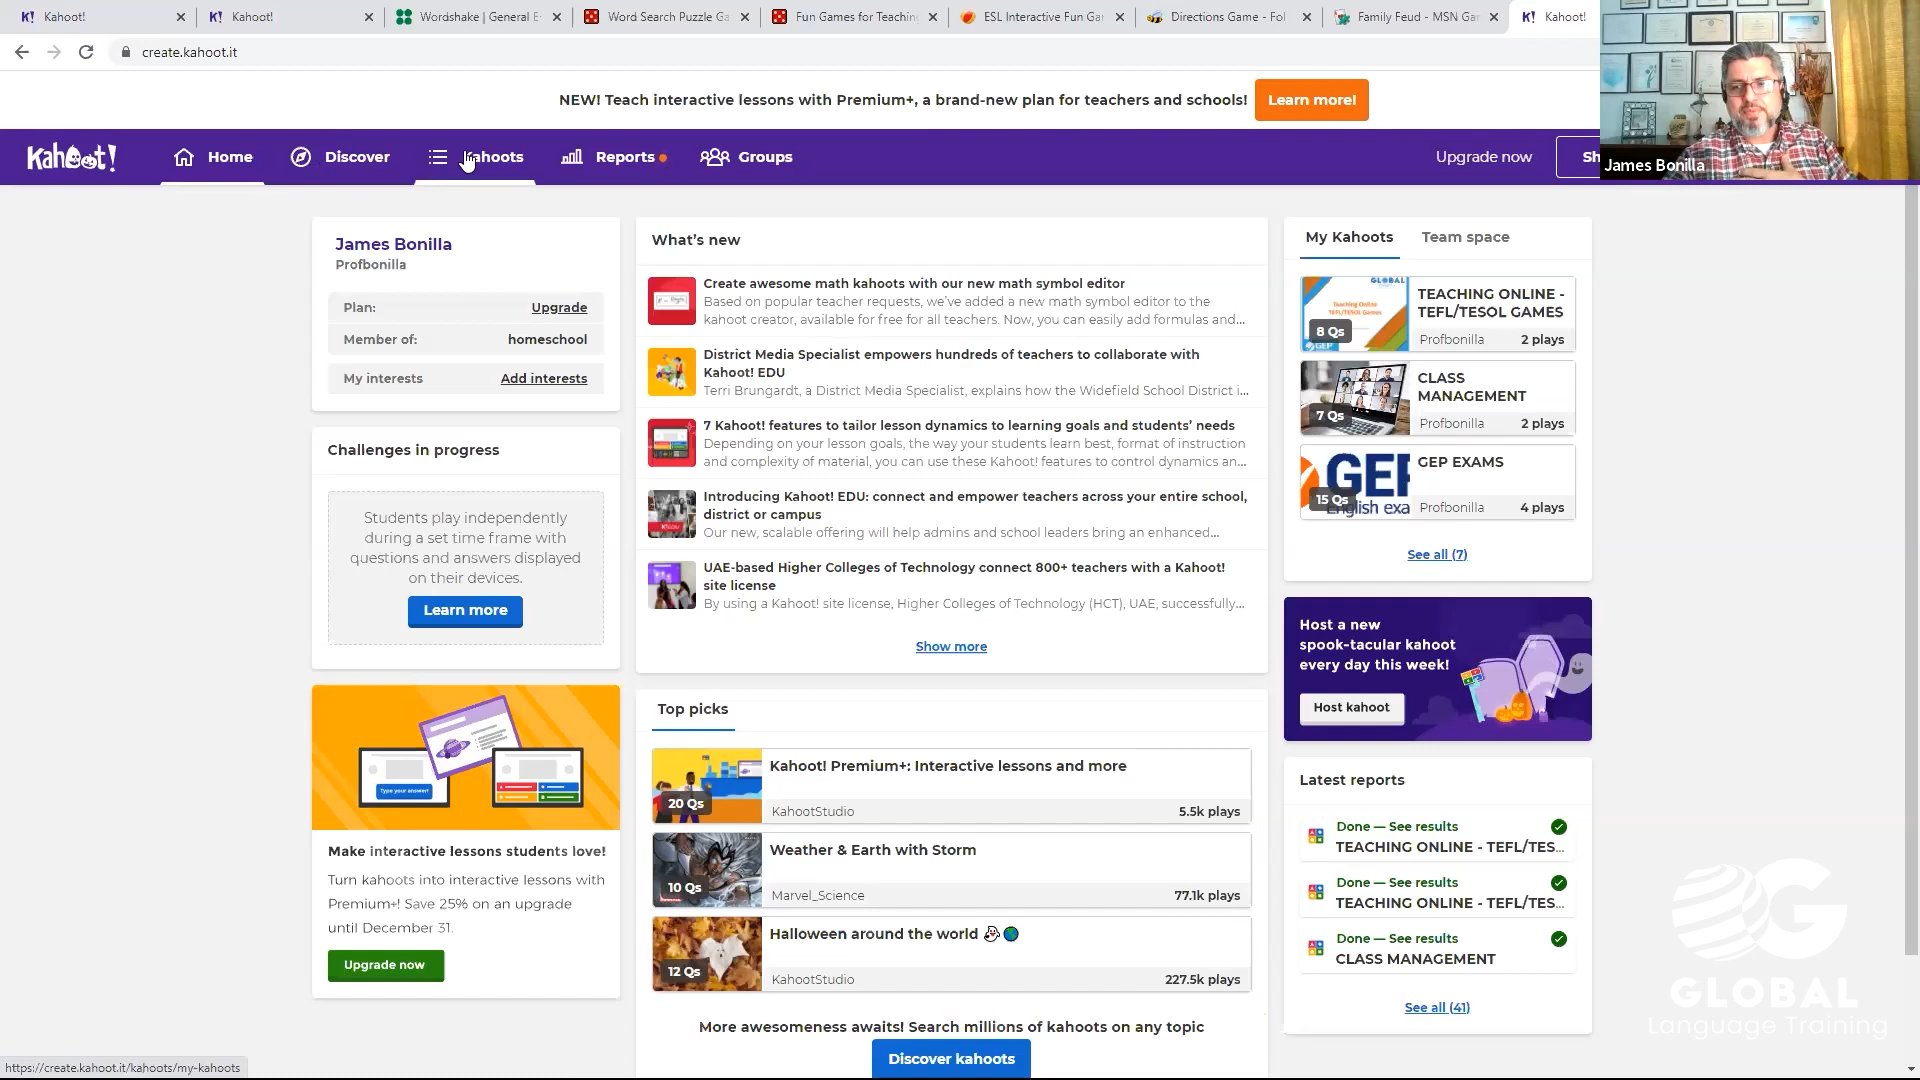 Kahoot!
Kahoot!
Wordshake | General E
Word Search Puzzle Ga
Fun Games for Teachin
ESL Interactive Fun Ga
Directions Game - Fol
Family Feud - MSN Ga
Kahoot!
create.kahoot.it
NEW! Teach interactive lessons with Premium+, a brand-new plan for teachers and schools!
Learn more!
Kahoot!
Home
Discover
Kahoots
Reports
Groups
Upgrade now
Sh
James Bonilla
James Bonilla
Profbonilla
Plan:
Upgrade
Member of:
homeschool
My interests
Add interests
Challenges in progress
Students play independently
during a set time frame with
questions and answers displayed
on their devices.
Learn more
Make interactive lessons students love!
Turn kahoots into interactive lessons with
Premium+! Save 25% on an upgrade
until December 31.
Upgrade now
What's new
Create awesome math kahoots with our new math symbol editor
Based on popular teacher requests, we've added a new math symbol editor to the
kahoot creator, available for free for all teachers. Now, you can easily add formulas and...
District Media Specialist empowers hundreds of teachers to collaborate with
Kahoot! EDU
Terri Brungardt, a District Media Specialist, explains how the Widefield School District i...
7 Kahoot! features to tailor lesson dynamics to learning goals and students' needs
Depending on your lesson goals, the way your students learn best, format of instruction
and complexity of material, you can use these Kahoot! features to control dynamics an...
Introducing Kahoot! EDU: connect and empower teachers across your entire school,
district or campus
Our new, scalable offering will help admins and school leaders bring an enhanced...
UAE-based Higher Colleges of Technology connect 800+ teachers with a Kahoot!
site license
By using a Kahoot! site license, Higher Colleges of Technology (HCT), UAE, successfully...
Show more
Top picks
20 Qs
Kahoot! Premium+: Interactive lessons and more
KahootStudio
5.5k plays
10 Qs
Weather & Earth with Storm
Marvel_Science
77.1k plays
12 Qs
Halloween around the world 👻🌍
KahootStudio
227.5k plays
More awesomeness awaits! Search millions of kahoots on any topic
Discover kahoots
My Kahoots
Team space
GLOBAL
Teaching Online
TEFL/TESOL Games
GEP
8 Qs
TEACHING ONLINE -
TEFL/TESOL GAMES
Profbonilla
2 plays
7 Qs
CLASS
MANAGEMENT
Profbonilla
2 plays
GEP
English exa
15 Qs
GEP EXAMS
Profbonilla
4 plays
See all (7)
Host a new
spook-tacular kahoot
every day this week!
Host kahoot
Latest reports
Done — See results
TEACHING ONLINE - TEFL/TES...
Done — See results
TEACHING ONLINE - TEFL/TES...
Done — See results
CLASS MANAGEMENT
See all (41)
G
GLOBAL
Language Training
https://create.kahoot.it/kahoots/my-kahoots